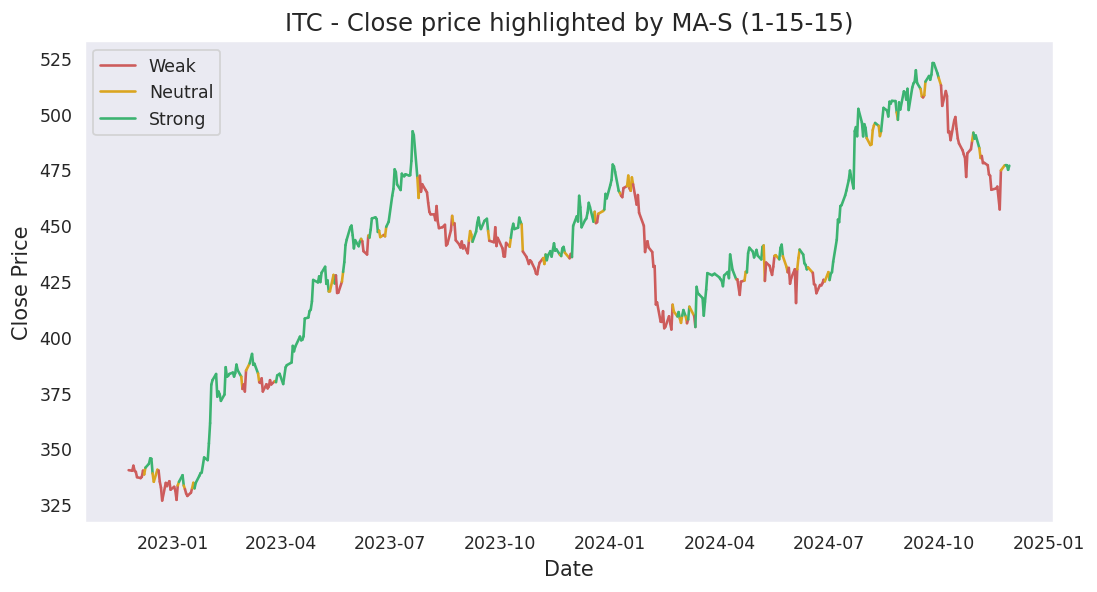 ITC - Close price highlighted by MA-S (1-15-15)
Weak
Neutral
Strong
Close Price
525
500
475
450
425
400
375
350
325
2023-01 2023-04 2023-07 2023-10 2024-01 2024-04 2024-07 2024-10 2025-01
Date